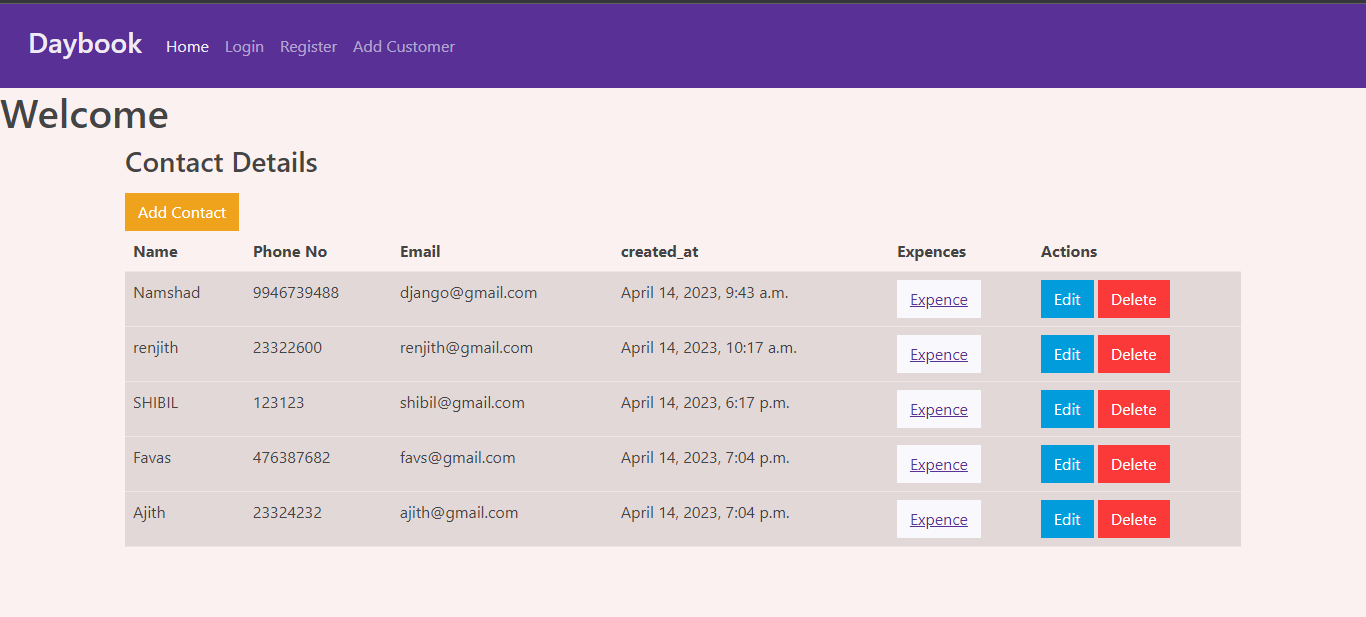 Daybook Home Login Register Add Customer
Welcome
Contact Details
Add Contact
Name Phone No Email created_at Expences Actions
Namshad 9946739488 django@gmail.com April 14, 2023, 9:43 a.m. Expence Edit Delete
renjith 23322600 renjith@gmail.com April 14, 2023, 10:17 a.m. Expence Edit Delete
SHIBIL 123123 shibil@gmail.com April 14, 2023, 6:17 p.m. Expence Edit Delete
Favas 476387682 favs@gmail.com April 14, 2023, 7:04 p.m. Expence Edit Delete
Ajith 23324232 ajith@gmail.com April 14, 2023, 7:04 p.m. Expence Edit Delete